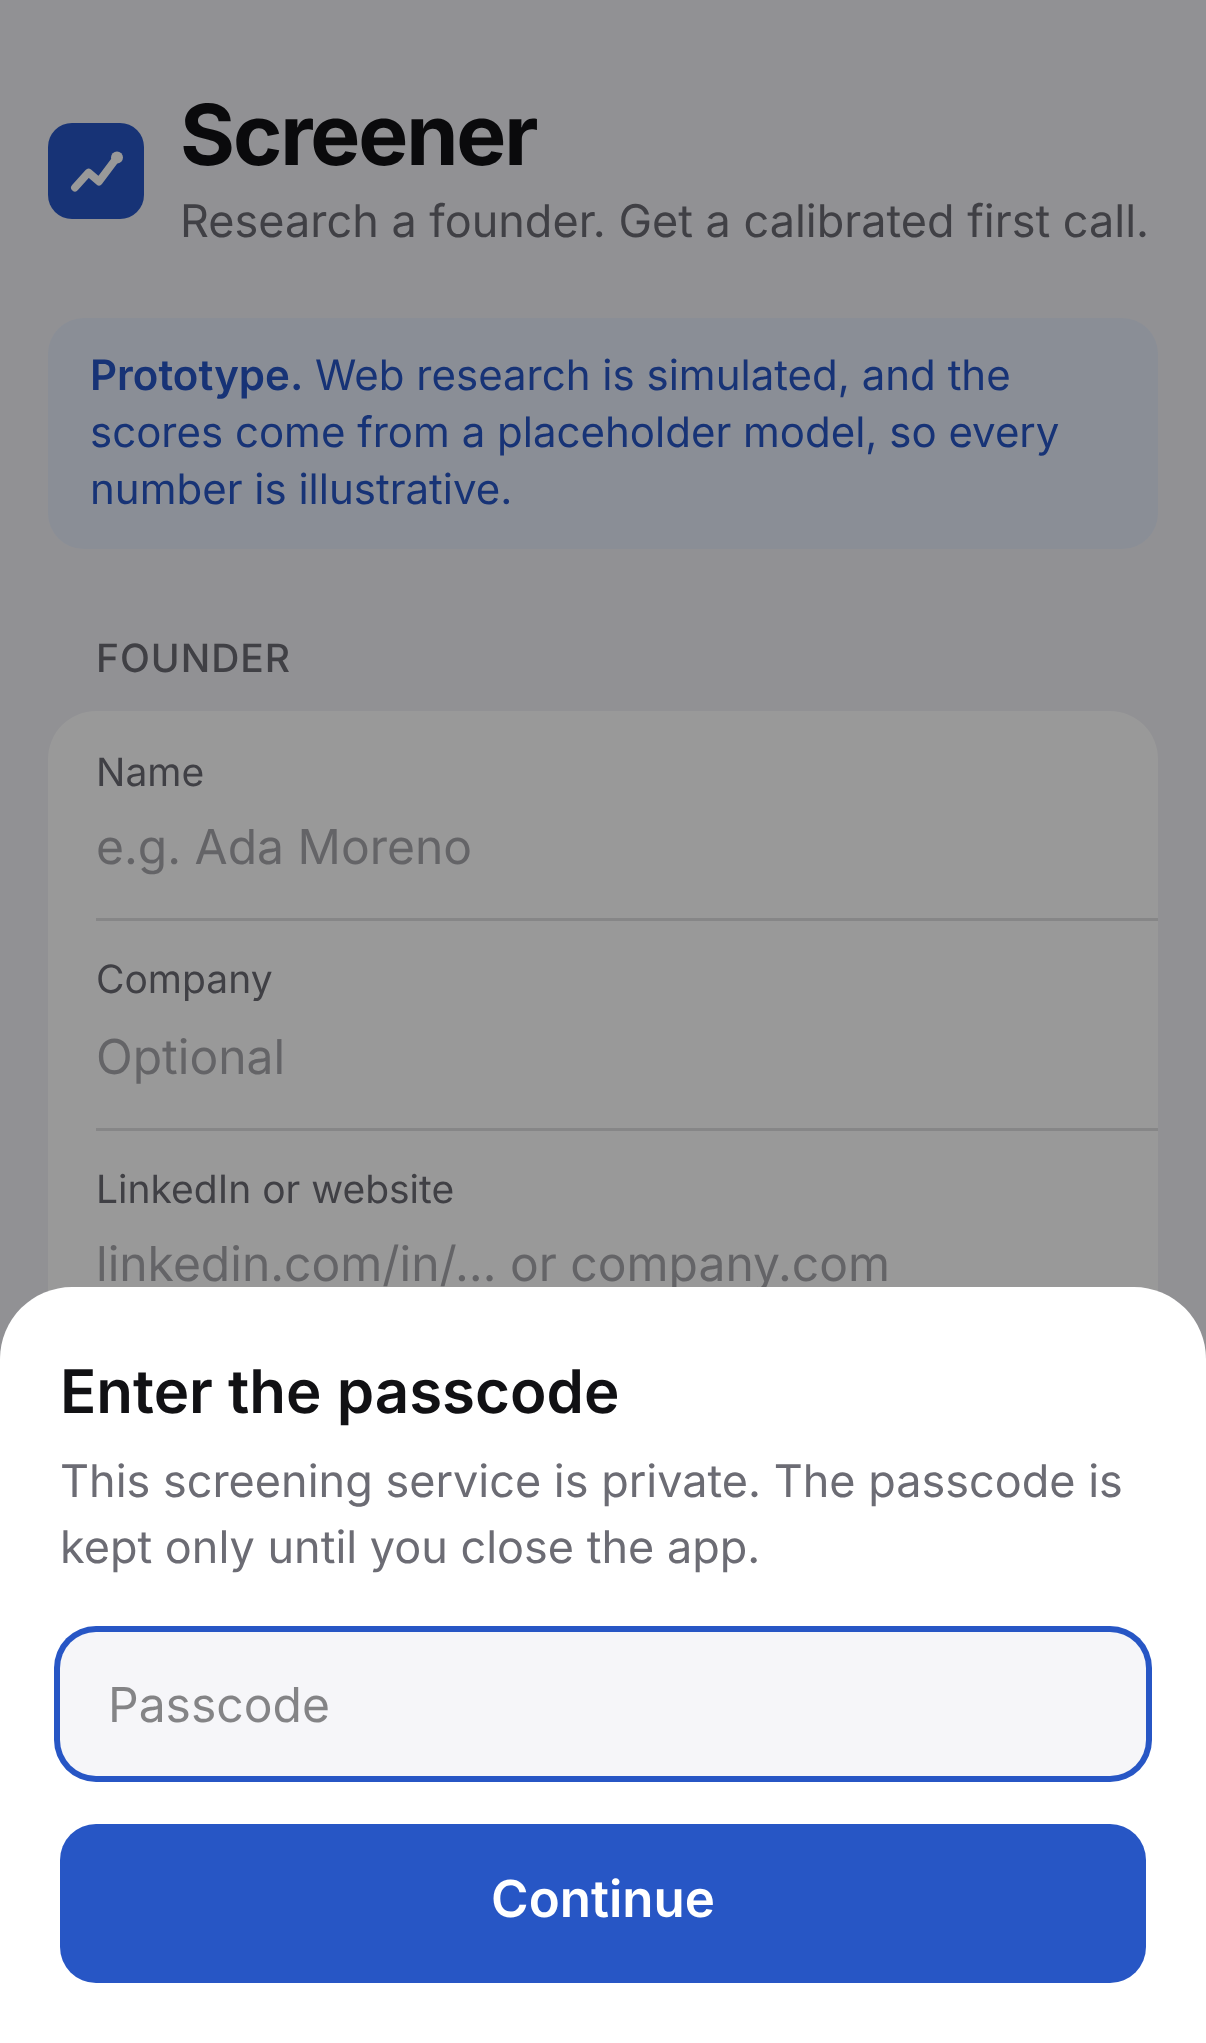 Screener
Research a founder. Get a calibrated first call.
Prototype. Web research is simulated, and the
scores come from a placeholder model, so every
number is illustrative.
FOUNDER
Name
e.g. Ada Moreno
Company
Optional
LinkedIn or website
linkedin.com/in/... or company.com
Enter the passcode
This screening service is private. The passcode is
kept only until you close the app.
Passcode
Continue